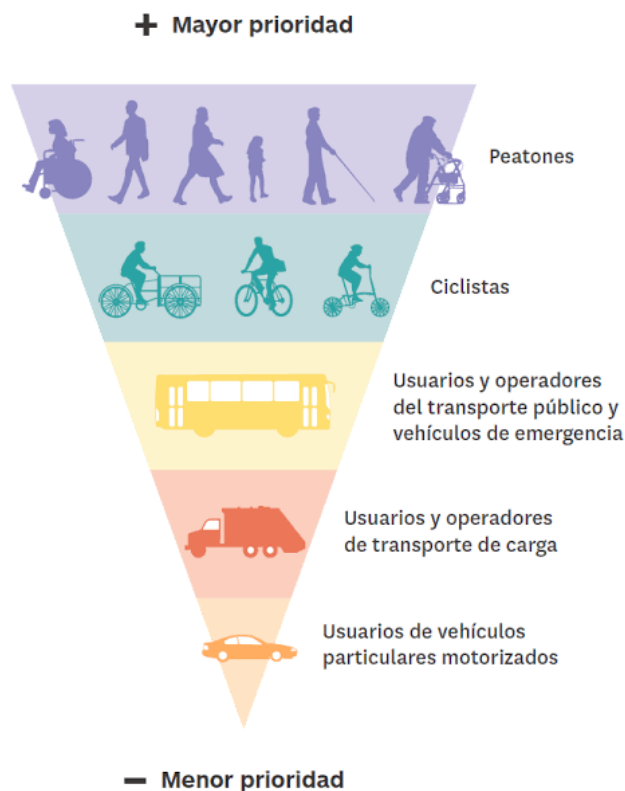 + Mayor prioridad
Peatones
Ciclistas
Usuarios y operadores
del transporte público y
vehículos de emergencia
Usuarios y operadores
de transporte de carga
Usuarios de vehículos
particulares motorizados
− Menor prioridad